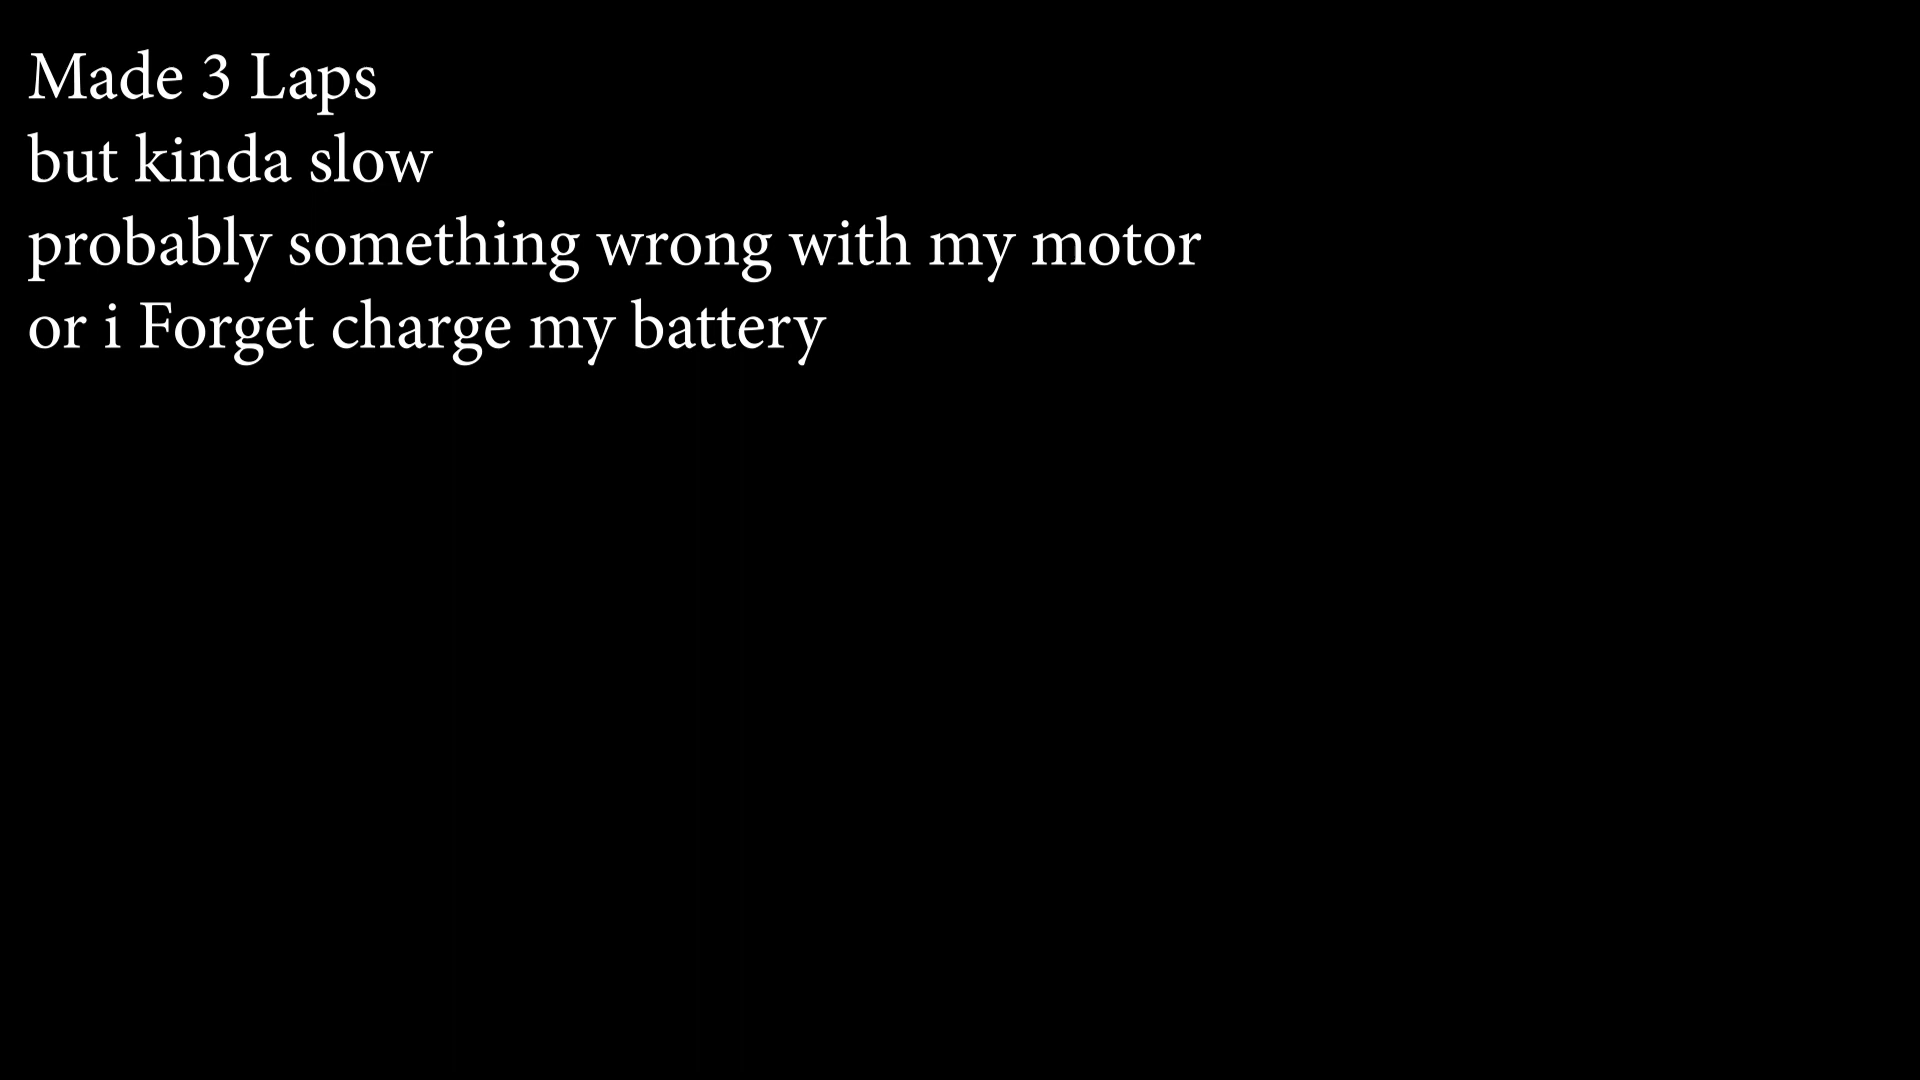 Made 3 Laps
but kinda slow
probably something wrong with my motor
or i Forget charge my battery